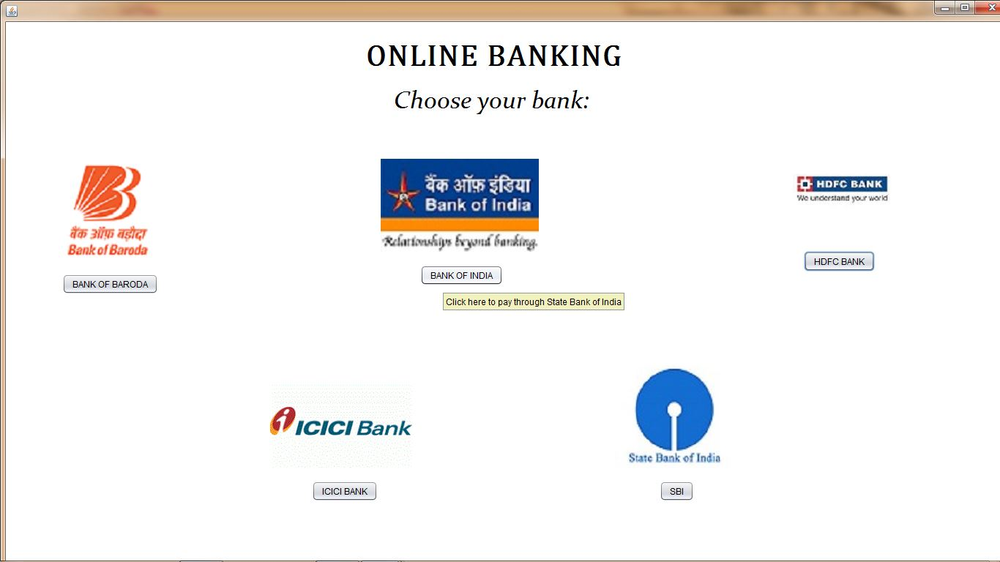 ONLINE BANKING
Choose your bank:
बैंक ऑफ़ बड़ौदा
Bank of Baroda
BANK OF BARODA
बैंक ऑफ़ इंडिया
Bank of India
Relationships beyond banking.
BANK OF INDIA
Click here to pay through State Bank of India
HDFC BANK
We understand your world
HDFC BANK
ICICI Bank
ICICI BANK
State Bank of India
SBI